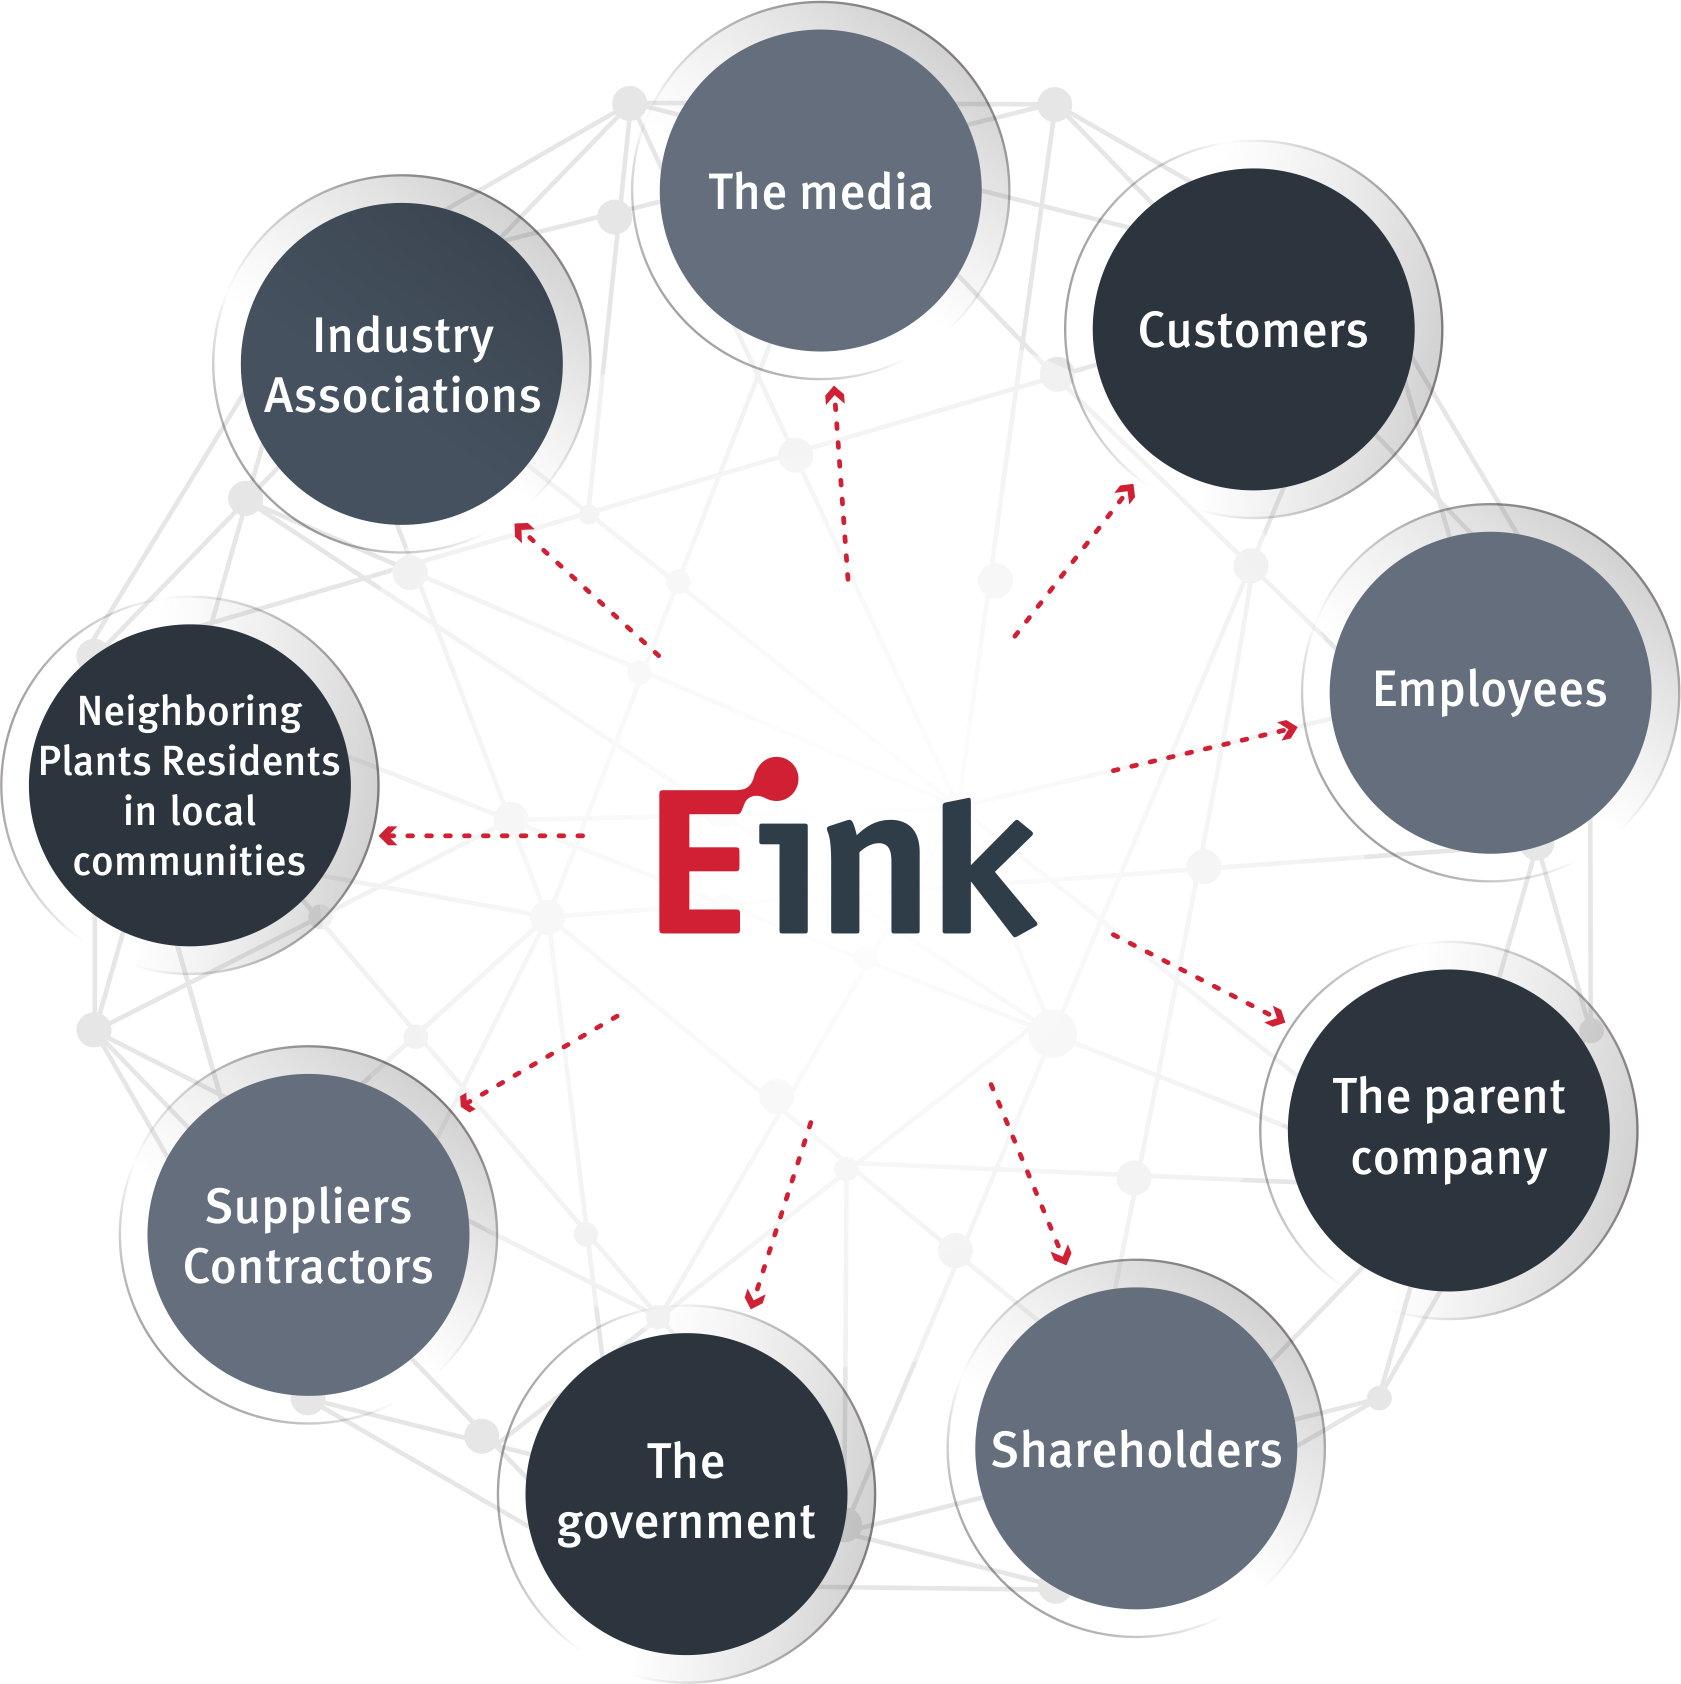 The media
Customers
Industry
Associations
Employees
Neighboring
Plants Residents
in local
communities
Eink
The parent
company
Suppliers
Contractors
Shareholders
The
government